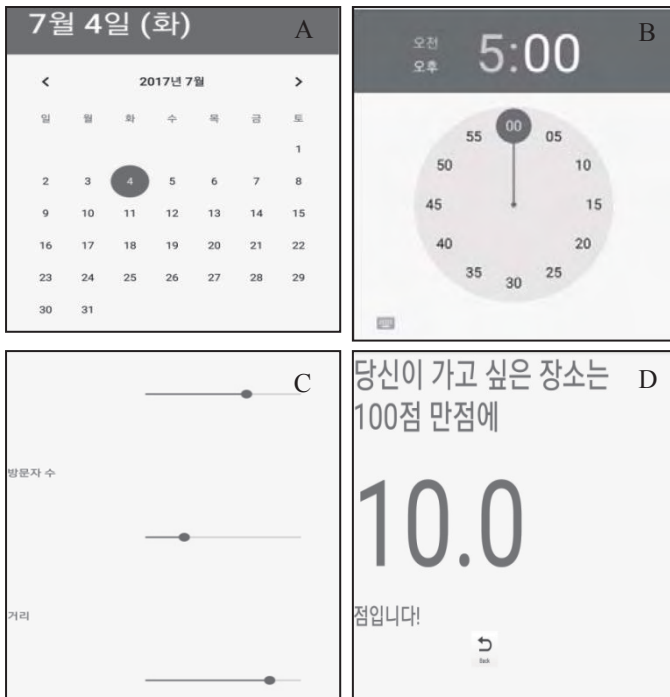 7월 4일 (화)
A
2017년 7월
일 월 화 수 목 금 토
1
2 3 4 5 6 7 8
9 10 11 12 13 14 15
16 17 18 19 20 21 22
23 24 25 26 27 28 29
30 31
B
오전
오후
5:00
00
55 05
50 10
45 15
40 20
35 25
30
C
방문자 수
거리
D
당신이 가고 싶은 장소는
100점 만점에
10.0
점입니다!
Back